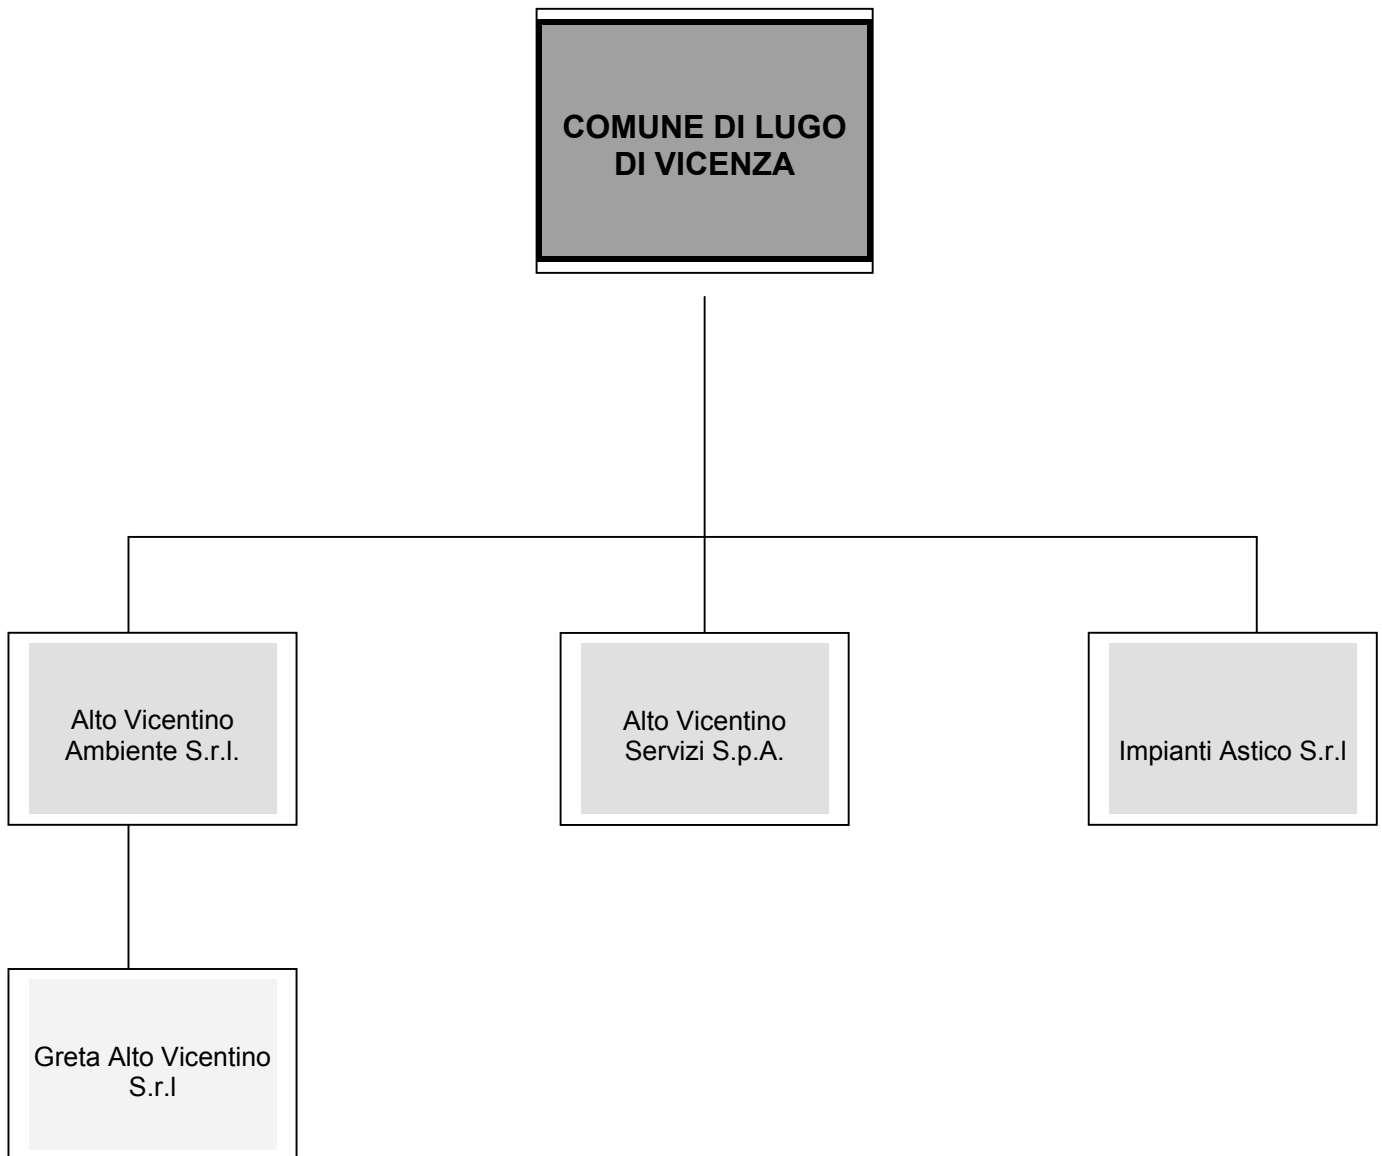 COMUNE DI LUGO
DI VICENZA
Alto Vicentino
Ambiente S.r.l.
Alto Vicentino
Servizi S.p.A.
Impianti Astico S.r.l
Greta Alto Vicentino
S.r.l